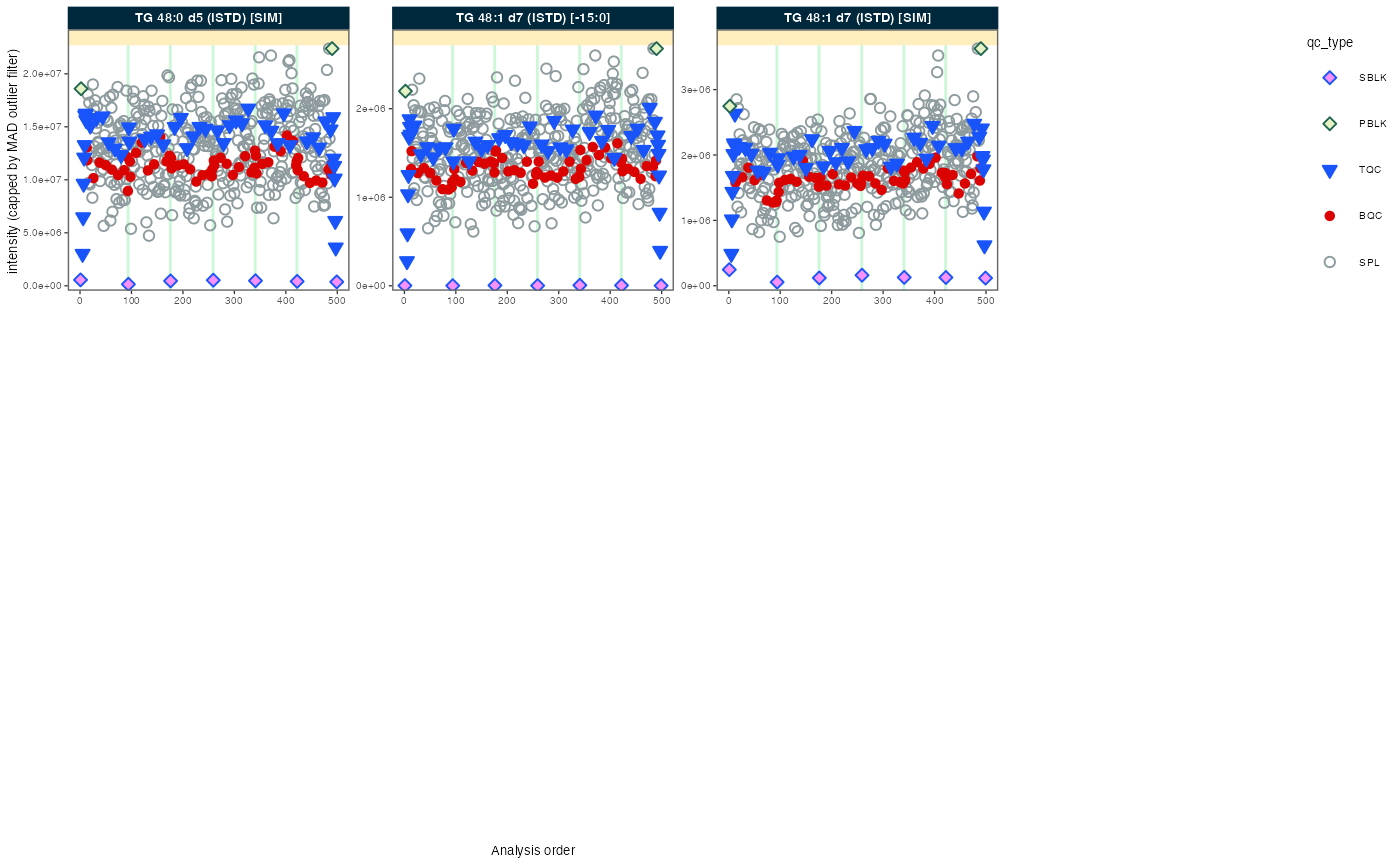 TG 48:0 d5 (ISTD) [SIM]
TG 48:1 d7 (ISTD) [-15:0]
TG 48:1 d7 (ISTD) [SIM]
intensity (capped by MAD outlier filter)
2.0e+07
1.5e+07
1.0e+07
5.0e+06
0.0e+00
0 100 200 300 400 500
2e+06
1e+06
0e+00
0 100 200 300 400 500
3e+06
2e+06
1e+06
0e+00
0 100 200 300 400 500
Analysis order
qc_type
SBLK
PBLK
TQC
BQC
SPL